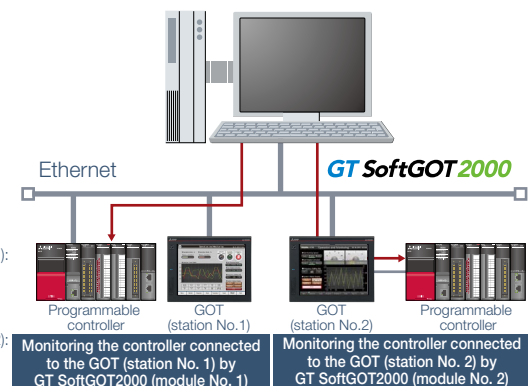 Ethernet
GT SoftGOT2000
):
Programmable
controller
GOT
(station No.1)
GOT
(station No.2)
Programmable
controller
):
Monitoring the controller connected
to the GOT (station No. 1) by
GT SoftGOT2000 (module No. 1)
Monitoring the controller connected
to the GOT (station No. 2) by
GT SoftGOT2000 (module No. 2)